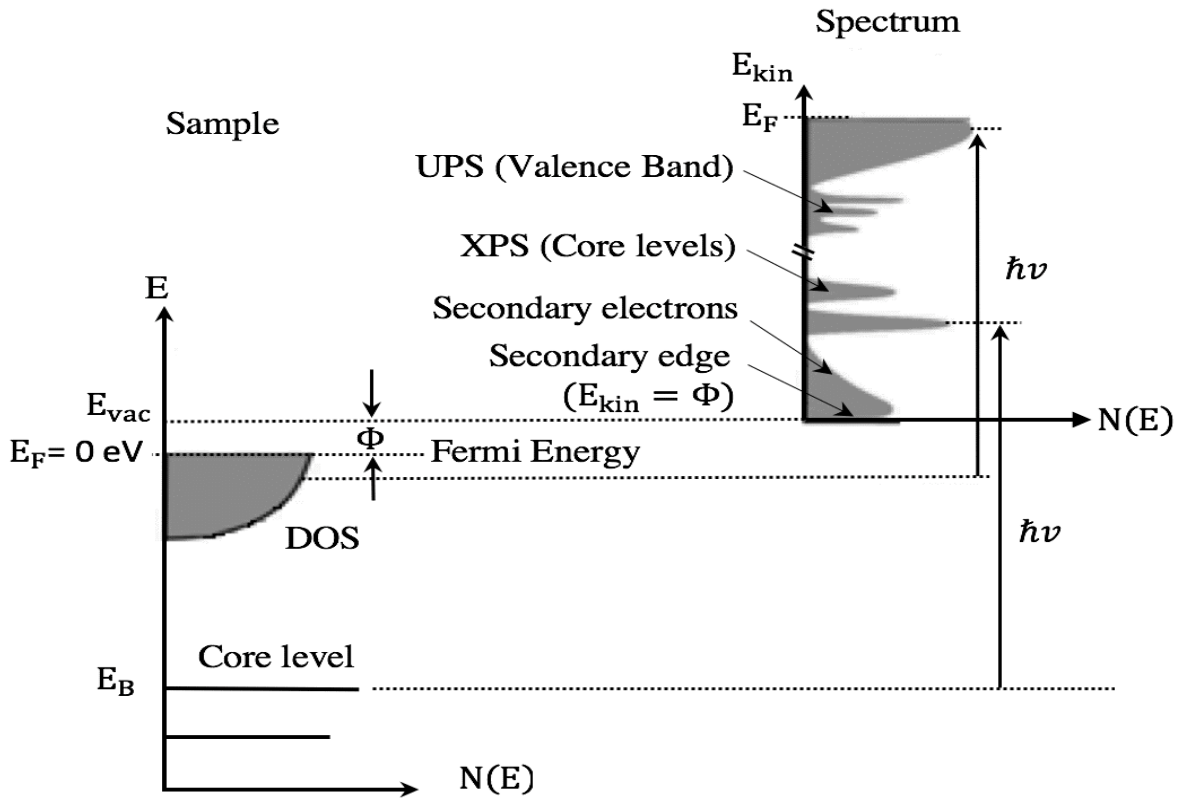 Spectrum
E_kin
E_F
Sample
UPS (Valence Band)
XPS (Core levels)
ℏν
E
Secondary electrons
Secondary edge
(E_kin = Φ)
E_vac
N(E)
Φ
E_F= 0 eV
Fermi Energy
DOS
ℏν
Core level
E_B
N(E)